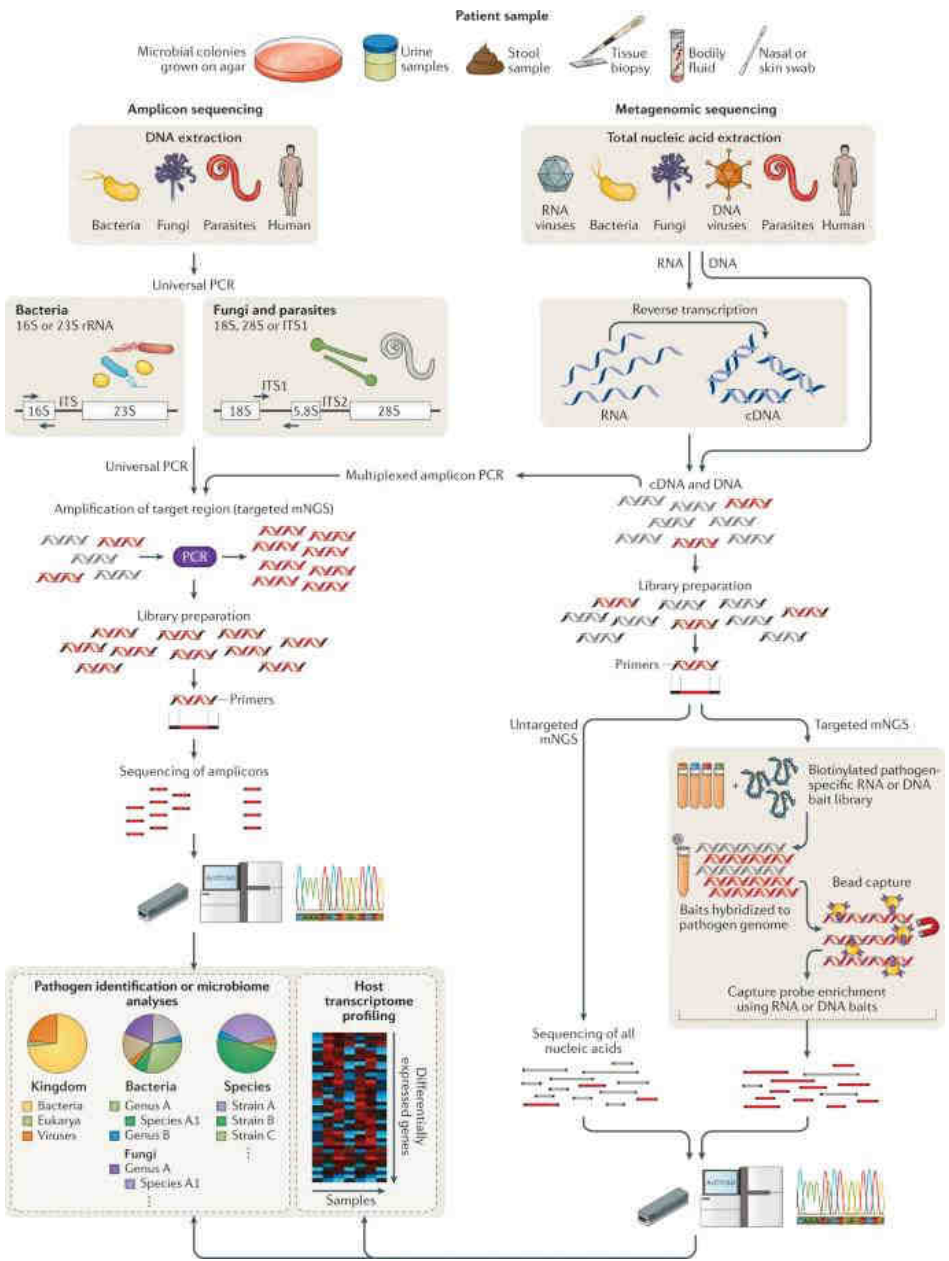 Patient sample
Microbial colonies
grown on agar
Urine
samples
Stool
sample
Tissue
biopsy
Bodily
fluid
Nasal or
skin swab
Amplicon sequencing
DNA extraction
Bacteria
Fungi
Parasites
Human
Universal PCR
Bacteria
16S or 23S rRNA
ITS
16S
23S
Fungi and parasites
18S, 28S or ITS1
ITS1
ITS2
18S
5.8S
28S
Universal PCR
Multiplexed amplicon PCR
Amplification of target region (targeted mNGS)
PCR
Library preparation
Primers
Sequencing of amplicons
Metagenomic sequencing
Total nucleic acid extraction
RNA
viruses
Bacteria
Fungi
DNA
viruses
Parasites
Human
RNA
DNA
Reverse transcription
RNA
cDNA
cDNA and DNA
Library preparation
Primers
Untargeted
mNGS
Targeted mNGS
Biotinylated pathogen-
specific RNA or DNA
bait library
Baits hybridized to
pathogen genome
Bead capture
Capture probe enrichment
using RNA or DNA baits
Sequencing of all
nucleic acids
Pathogen identification or microbiome
analyses
Kingdom
Bacteria
Eukarya
Viruses
Bacteria
Genus A
Species A1
Genus B
Fungi
Genus A
Species A1
Species
Strain A
Strain B
Strain C
Host
transcriptome
profiling
Differentially
expressed genes
Samples